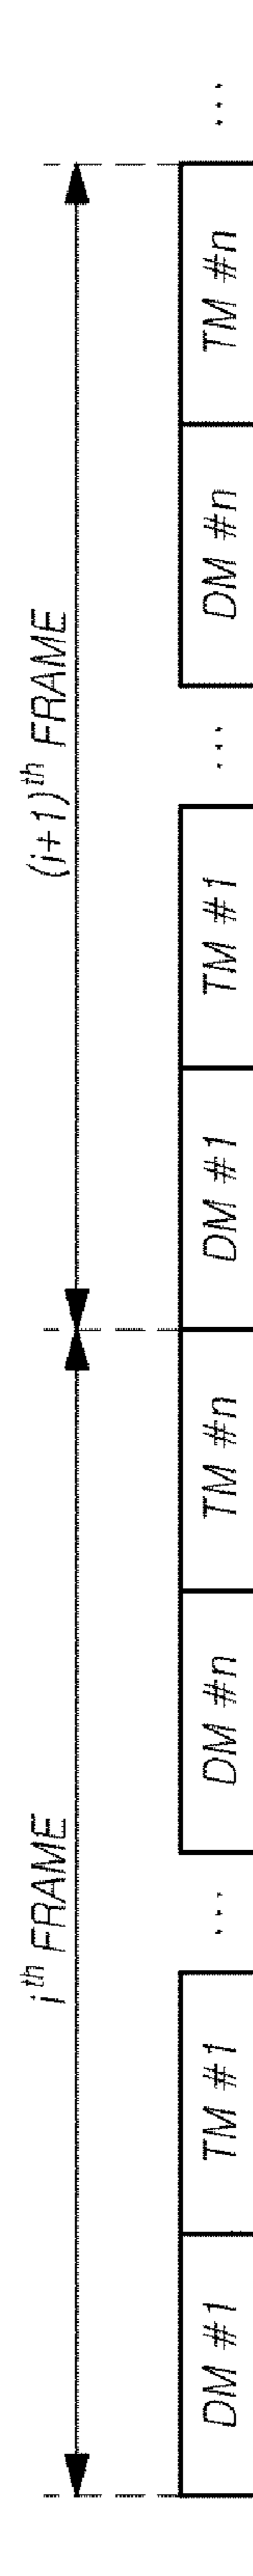 i^th FRAME
(i+1)^th FRAME
DM #1 TM #1 ... DM #n TM #n DM #1 TM #1 ... DM #n TM #n ...